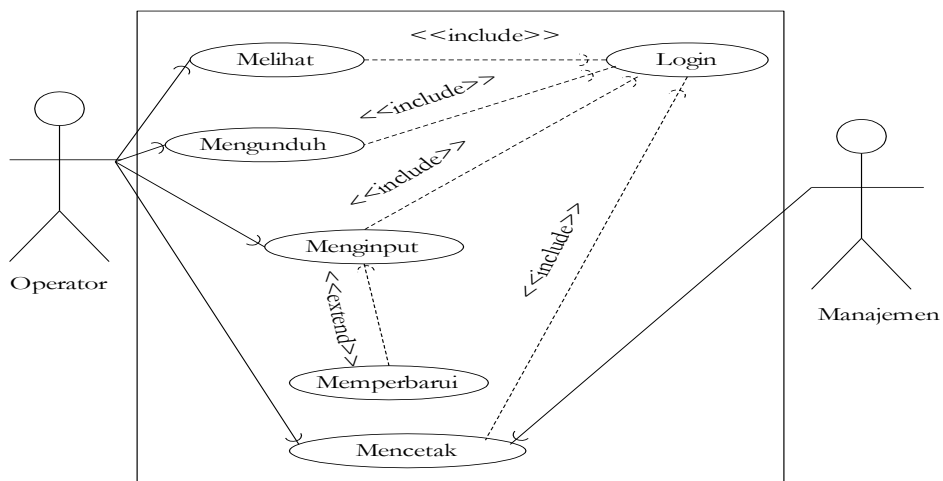 <<include>>
Melihat
Login
<<include>>
Mengunduh
<<include>>
Menginput
<<include>>
Operator
<<extend>>
Manajemen
Memperbarui
Mencetak